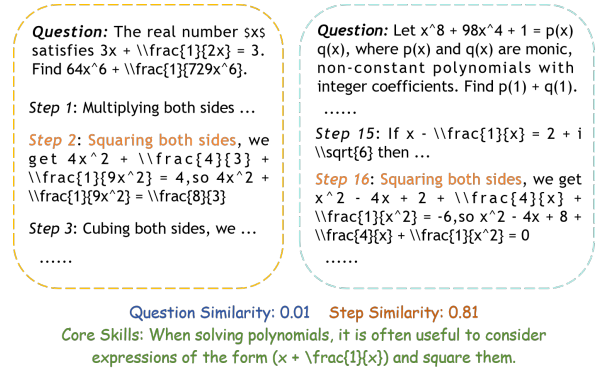 Question: The real number $x$
satisfies 3x + \\frac{1}{2x} = 3.
Find 64x^6 + \\frac{1}{729x^6}.
Step 1: Multiplying both sides ...
Step 2: Squaring both sides, we
get 4x^2 + \\frac{4}{3} +
\\frac{1}{9x^2} = 4,so 4x^2 +
\\frac{1}{9x^2} = \\frac{8}{3}
Step 3: Cubing both sides, we ...
......
Question: Let x^8 + 98x^4 + 1 = p(x)
q(x), where p(x) and q(x) are monic,
non-constant polynomials with
integer coefficients. Find p(1) + q(1).
......
Step 15: If x - \\frac{1}{x} = 2 + i
\\sqrt{6} then ...
Step 16: Squaring both sides, we get
x^2 - 4x + 2 + \\frac{4}{x} +
\\frac{1}{x^2} = -6,so x^2 - 4x + 8 +
\\frac{4}{x} + \\frac{1}{x^2} = 0
......
Question Similarity: 0.01 Step Similarity: 0.81
Core Skills: When solving polynomials, it is often useful to consider
expressions of the form (x + \frac{1}{x}) and square them.